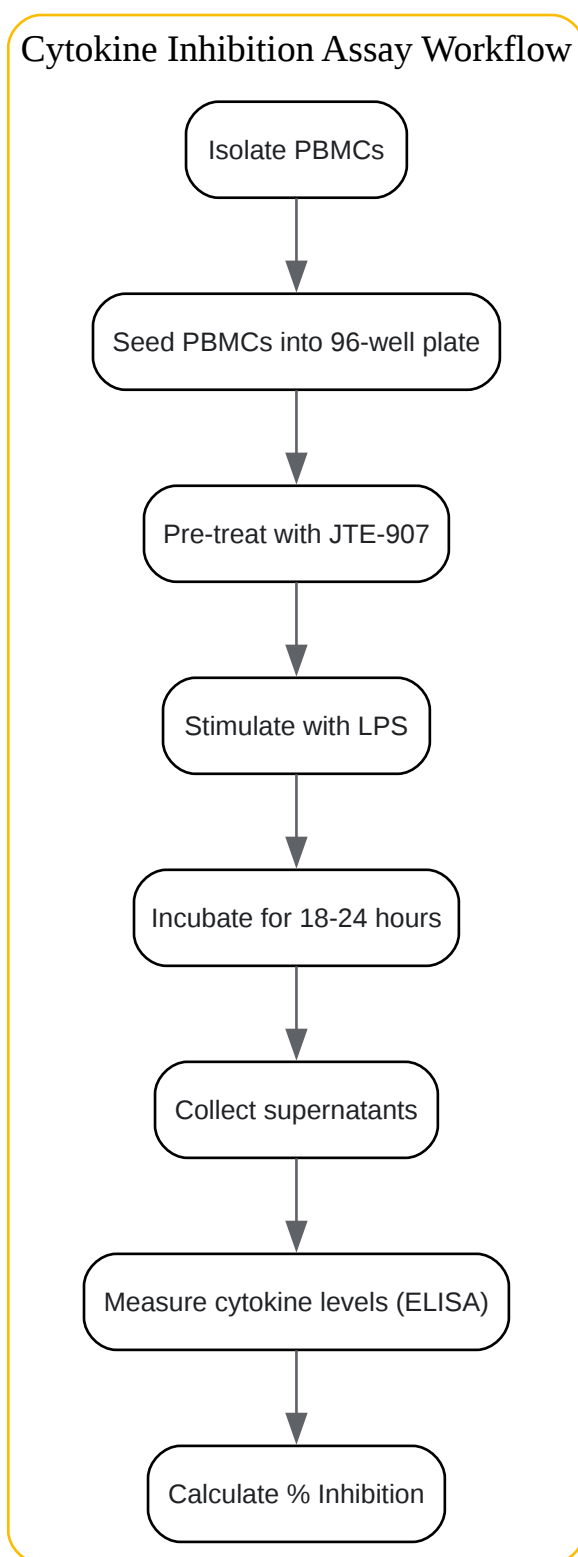 Cytokine Inhibition Assay Workflow
Isolate PBMCs
Seed PBMCs into 96-well plate
Pre-treat with JTE-907
Stimulate with LPS
Incubate for 18-24 hours
Collect supernatants
Measure cytokine levels (ELISA)
Calculate % Inhibition